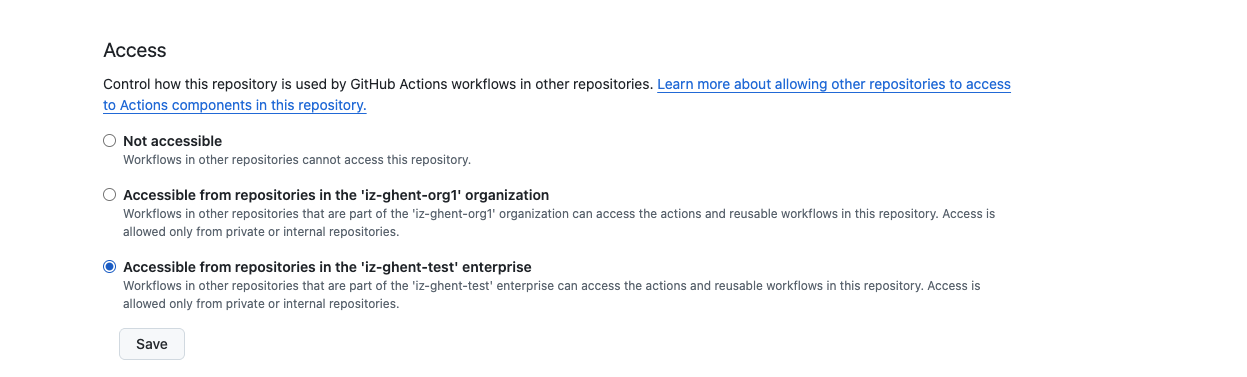 Access
Control how this repository is used by GitHub Actions workflows in other repositories. Learn more about allowing other repositories to access
to Actions components in this repository.
Not accessible
Workflows in other repositories cannot access this repository.
Accessible from repositories in the 'iz-ghent-org1' organization
Workflows in other repositories that are part of the 'iz-ghent-org1' organization can access the actions and reusable workflows in this repository. Access is
allowed only from private or internal repositories.
Accessible from repositories in the 'iz-ghent-test' enterprise
Workflows in other repositories that are part of the 'iz-ghent-test' enterprise can access the actions and reusable workflows in this repository. Access is
allowed only from private or internal repositories.
Save